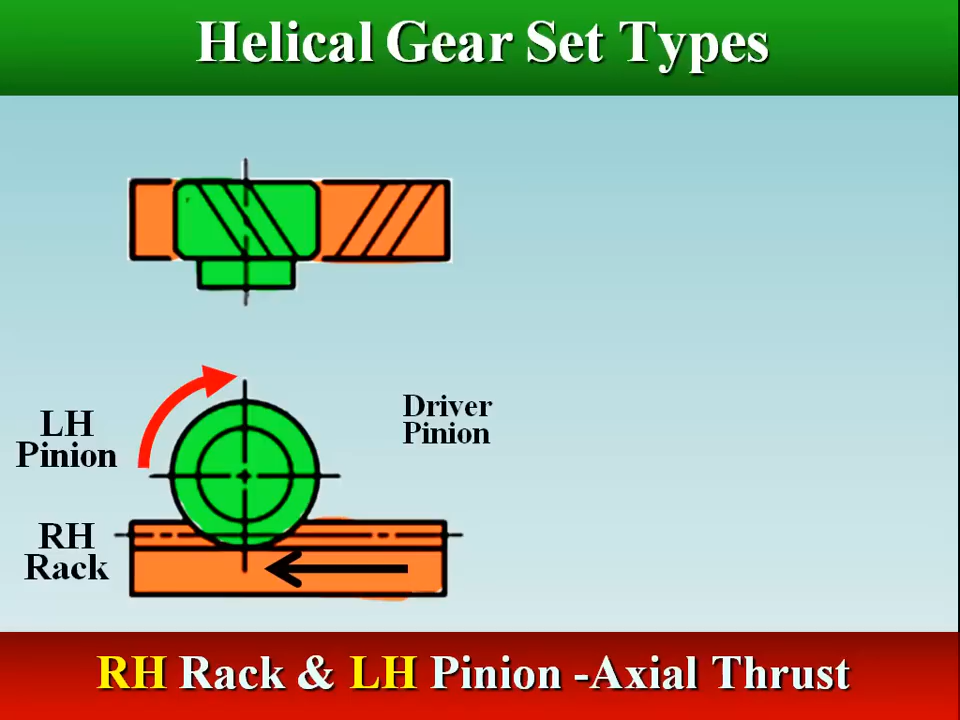 Helical Gear Set Types
LH
Pinion
Driver
Pinion
RH
Rack
RH Rack & LH Pinion -Axial Thrust